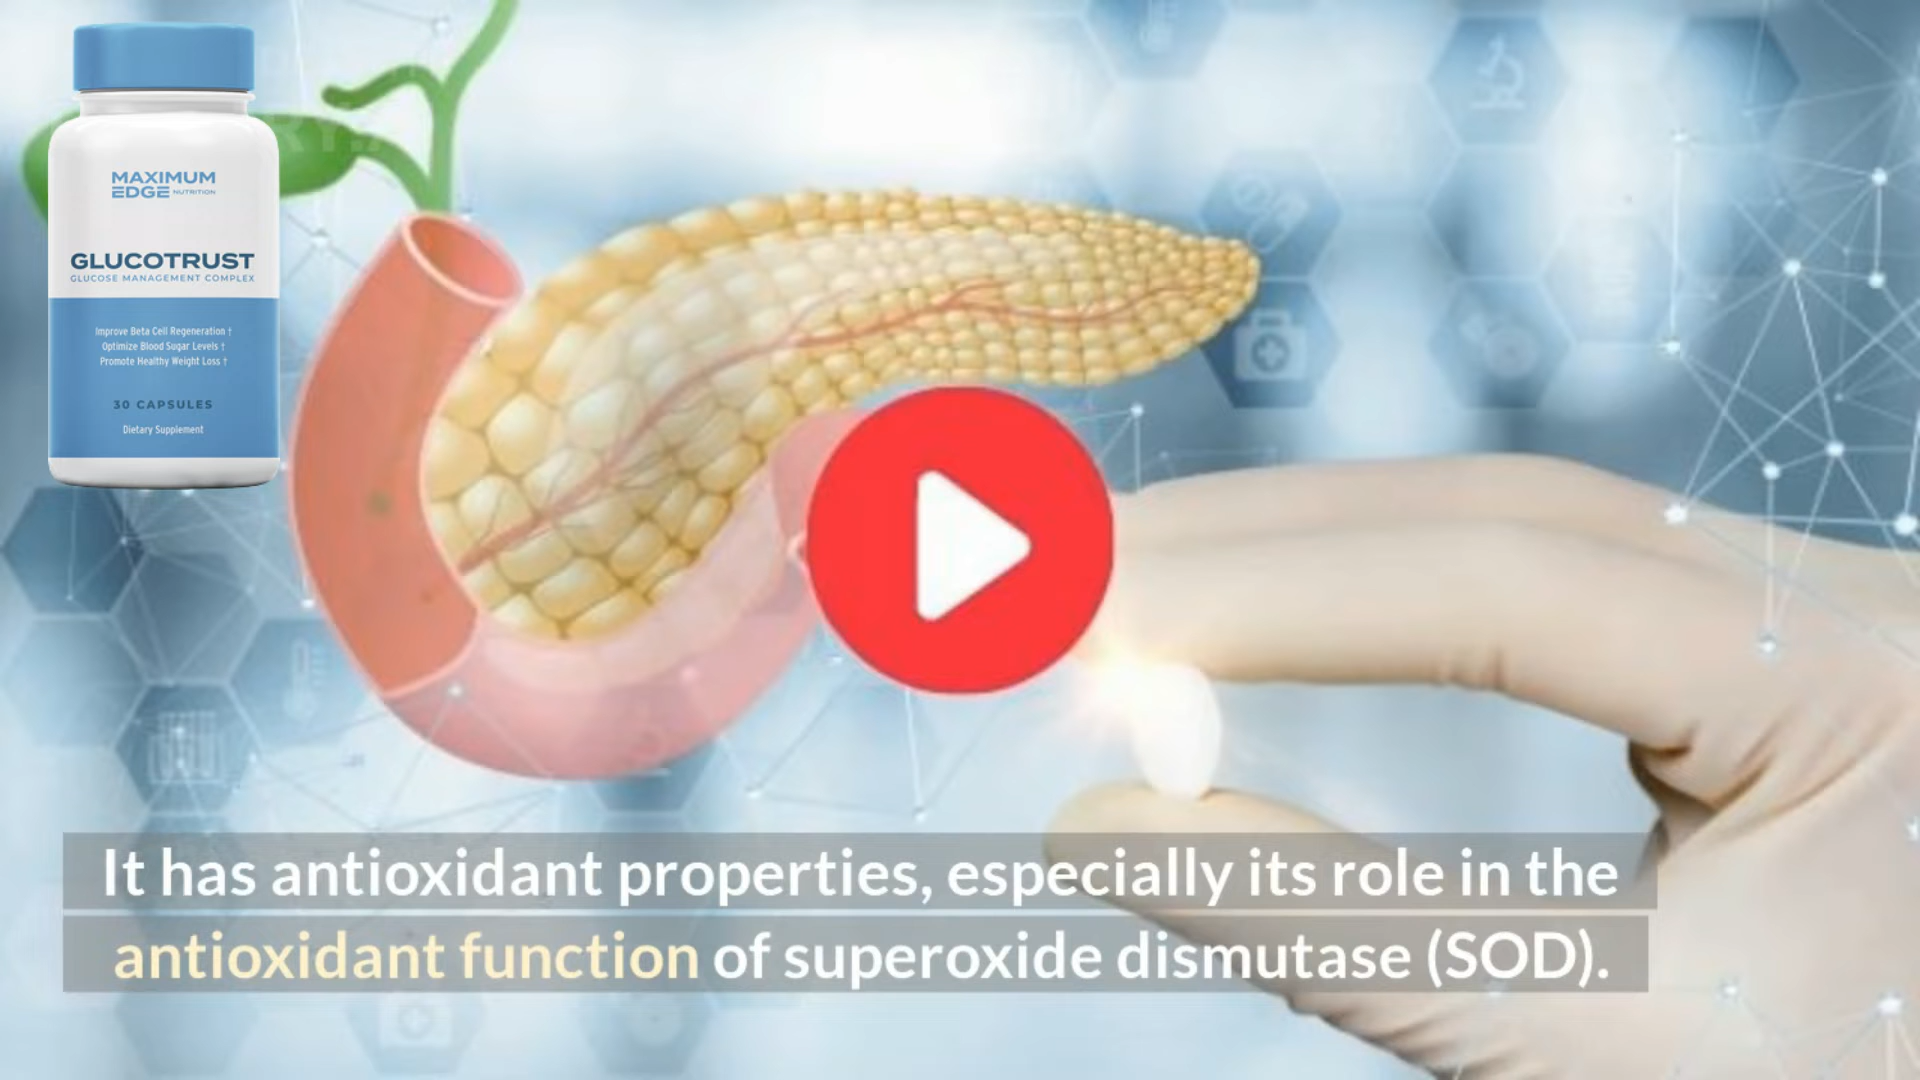 MAXIMUM
EDGE NUTRITION
GLUCOTRUST
GLUCOSE MANAGEMENT COMPLEX
Improve Beta Cell Regeneration †
Optimize Blood Sugar Levels †
Promote Healthy Weight Loss †
30 CAPSULES
Dietary Supplement
It has antioxidant properties, especially its role in the
antioxidant function of superoxide dismutase (SOD).